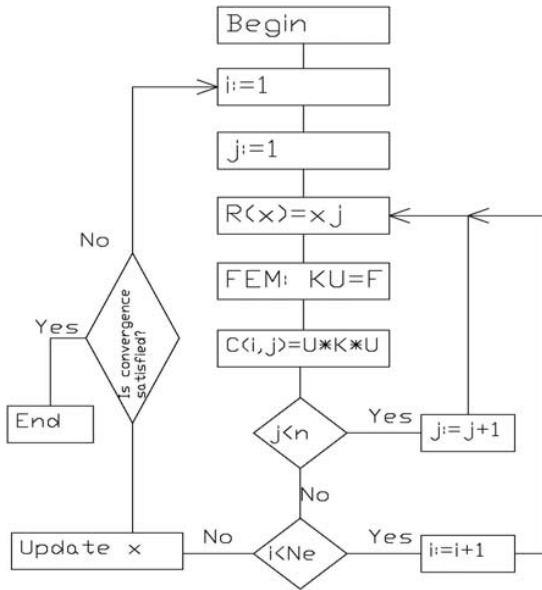 Begin
i:=1
j:=1
R(x)=xj
No
FEM: KU=F
Yes
Is convergence
satisfied?
C(i,j)=U*K*U
End
j<n
Yes
j:=j+1
No
Update x
No
i<Ne
Yes
i:=i+1